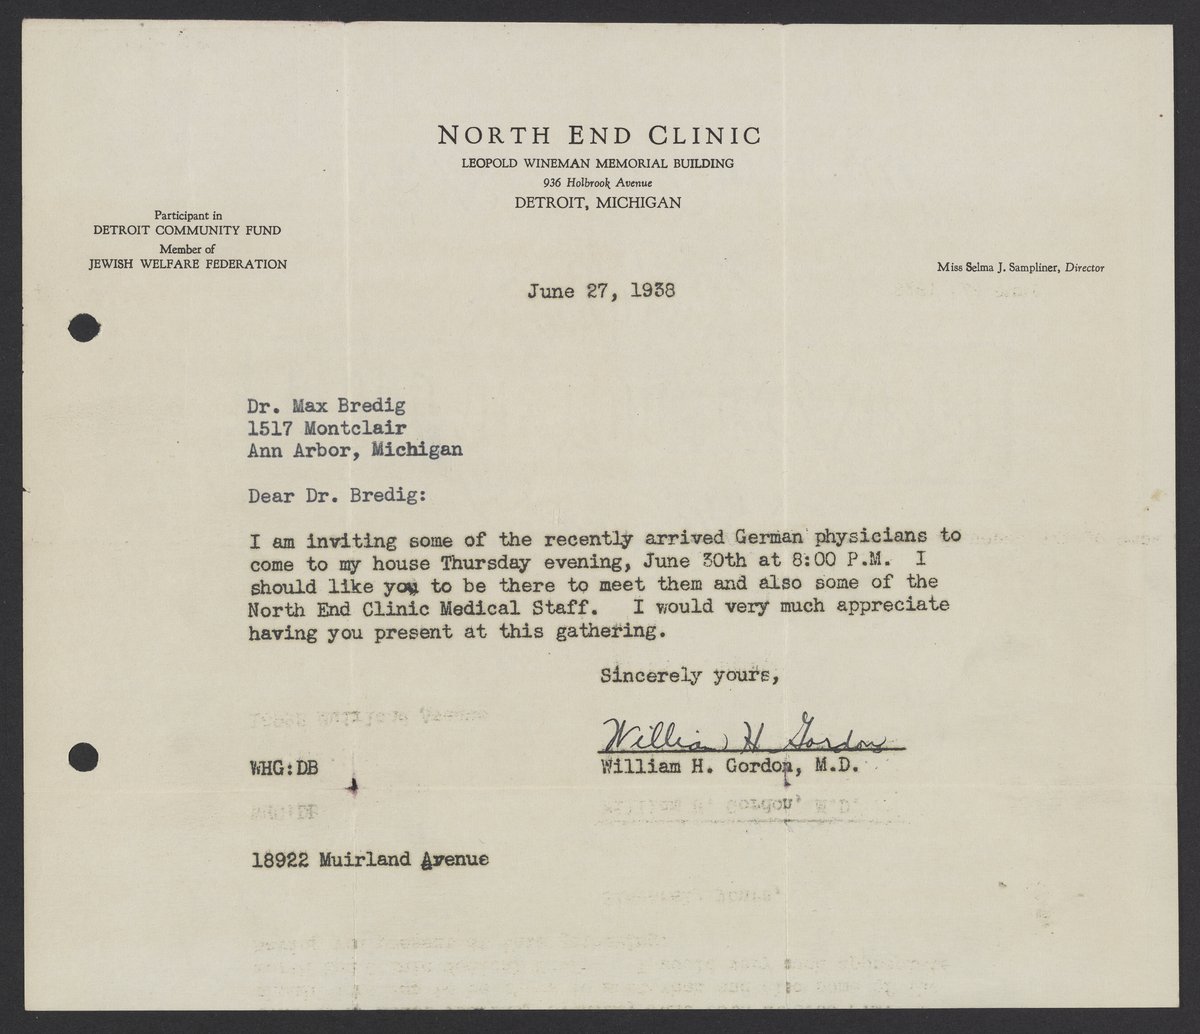 NORTH END CLINIC
LEOPOLD WINEMAN MEMORIAL BUILDING
936 Holbrook Avenue
DETROIT, MICHIGAN
Participant in
DETROIT COMMUNITY FUND
Member of
JEWISH WELFARE FEDERATION
Miss Selma J. Sampliner, Director
June 27, 1938
Dr. Max Bredig
1517 Montclair
Ann Arbor, Michigan
Dear Dr. Bredig:
I am inviting some of the recently arrived German physicians to
come to my house Thursday evening, June 30th at 8:00 P.M. I
should like you to be there to meet them and also some of the
North End Clinic Medical Staff. I would very much appreciate
having you present at this gathering.
Sincerely yours,
William H Gordon
William H. Gordon, M.D.
WHG:DB
18922 Muirland Avenue